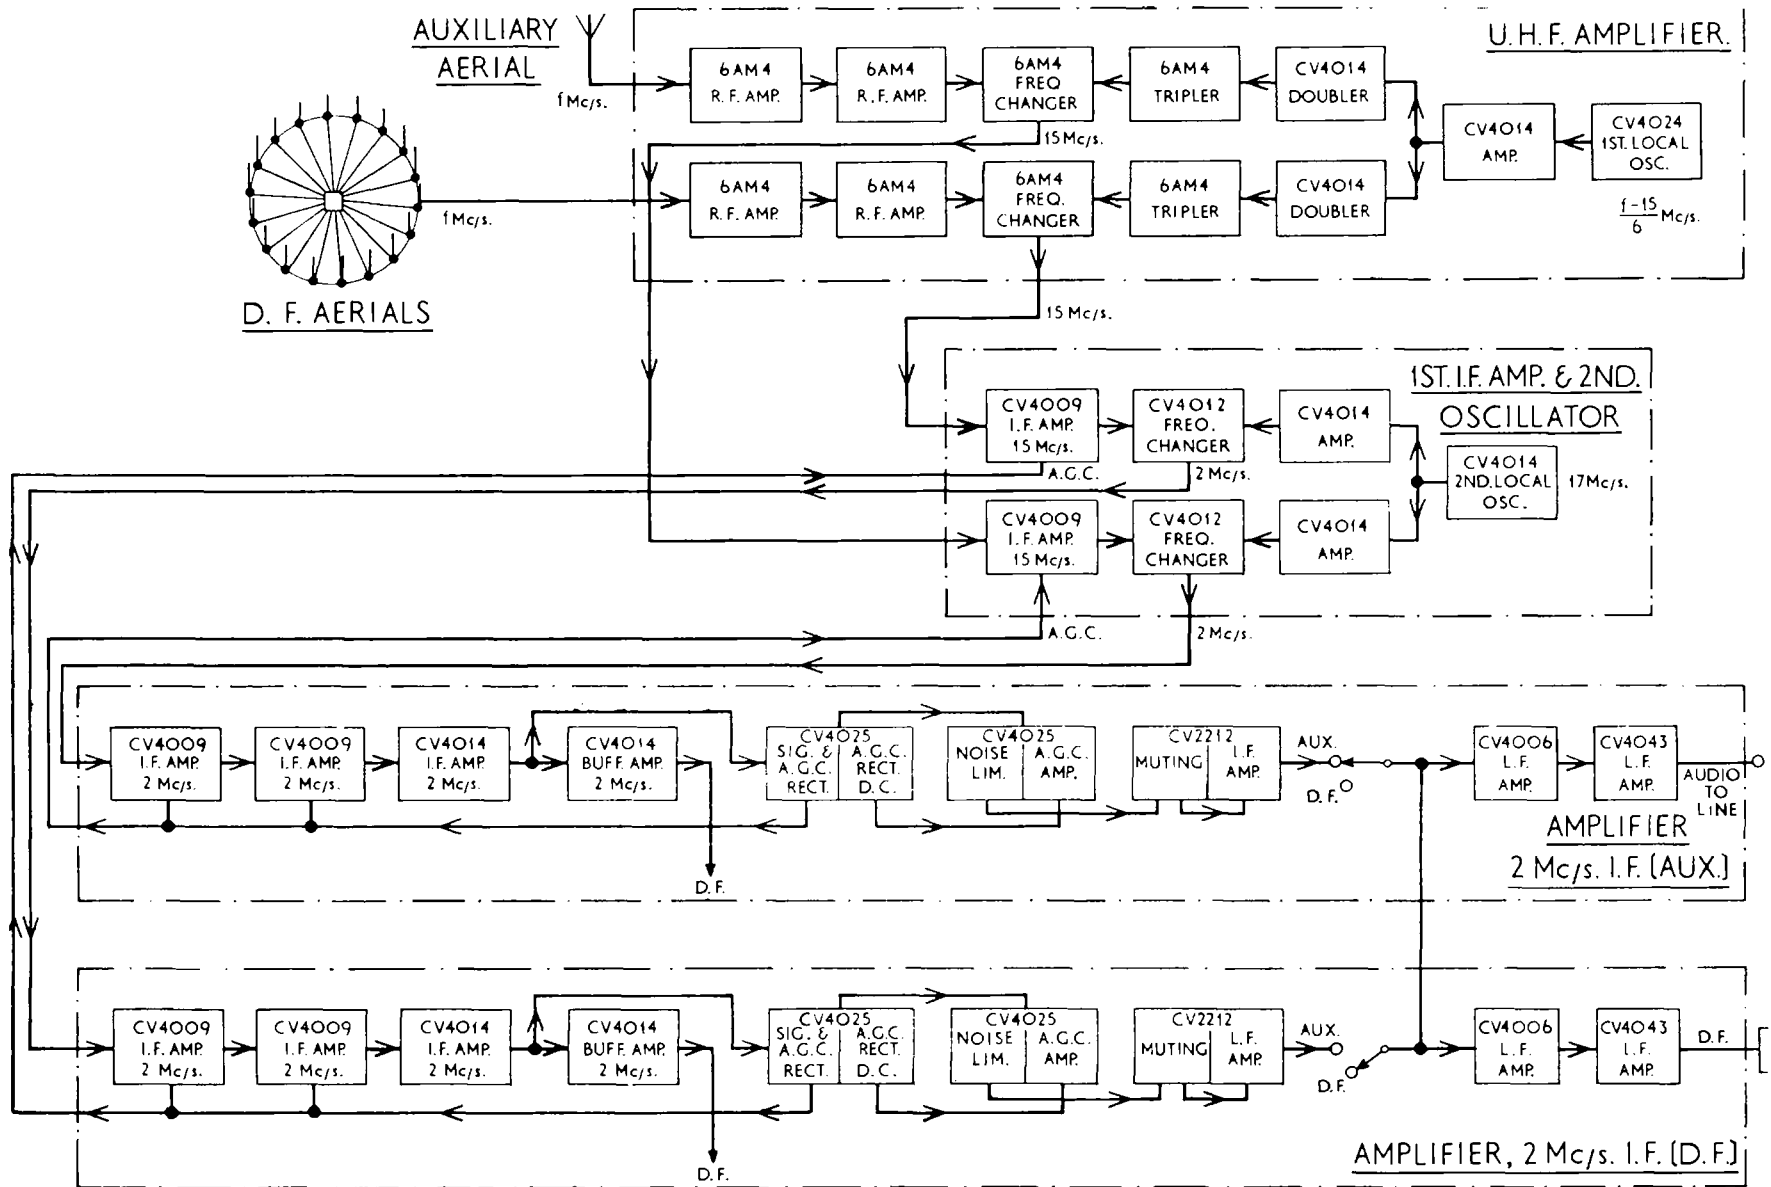 AUXILIARY
AERIAL
f Mc/s.
D. F. AERIALS
f Mc/s.
U.H.F. AMPLIFIER.
6AM4
R.F. AMP.
6AM4
R.F. AMP.
6AM4
FREQ
CHANGER
6AM4
TRIPLER
CV4014
DOUBLER
15 Mc/s.
CV4014
AMP.
CV4024
1ST. LOCAL
OSC.
f-15
6
Mc/s.
6AM4
R.F. AMP.
6AM4
R.F. AMP.
6AM4
FREQ.
CHANGER
6AM4
TRIPLER
CV4014
DOUBLER
15 Mc/s.
1ST. I.F. AMP. & 2ND.
OSCILLATOR
CV4009
I.F. AMP.
15 Mc/s.
CV4012
FREQ.
CHANGER
CV4014
AMP.
A.G.C.
2 Mc/s.
CV4014
2ND. LOCAL
OSC.
17 Mc/s.
CV4009
I.F. AMP.
15 Mc/s.
CV4012
FREQ.
CHANGER
CV4014
AMP.
A.G.C.
2 Mc/s.
CV4009
I.F. AMP.
2 Mc/s.
CV4009
I.F. AMP.
2 Mc/s.
CV4014
I.F. AMP.
2 Mc/s.
CV4014
BUFF. AMP.
2 Mc/s.
D.F.
CV4025
SIG. &
A.G.C.
RECT.
A.G.C.
RECT.
D.C.
CV4025
NOISE
LIM.
A.G.C.
AMP.
CV2212
MUTING
I.F.
AMP.
AUX.
D.F.
CV4006
L.F.
AMP.
CV4043
L.F.
AMP.
AUDIO
TO
LINE
AMPLIFIER
2 Mc/s. I.F. (AUX.)
CV4009
I.F. AMP.
2 Mc/s.
CV4009
I.F. AMP.
2 Mc/s.
CV4014
I.F. AMP.
2 Mc/s.
CV4014
BUFF. AMP.
2 Mc/s.
D.F.
CV4025
SIG. &
A.G.C.
RECT.
A.G.C.
RECT.
D.C.
CV4025
NOISE
LIM.
A.G.C.
AMP.
CV2212
MUTING
L.F.
AMP.
AUX.
D.F.
CV4006
L.F.
AMP.
CV4043
L.F.
AMP.
D.F.
AMPLIFIER, 2 Mc/s. I.F. (D.F.)